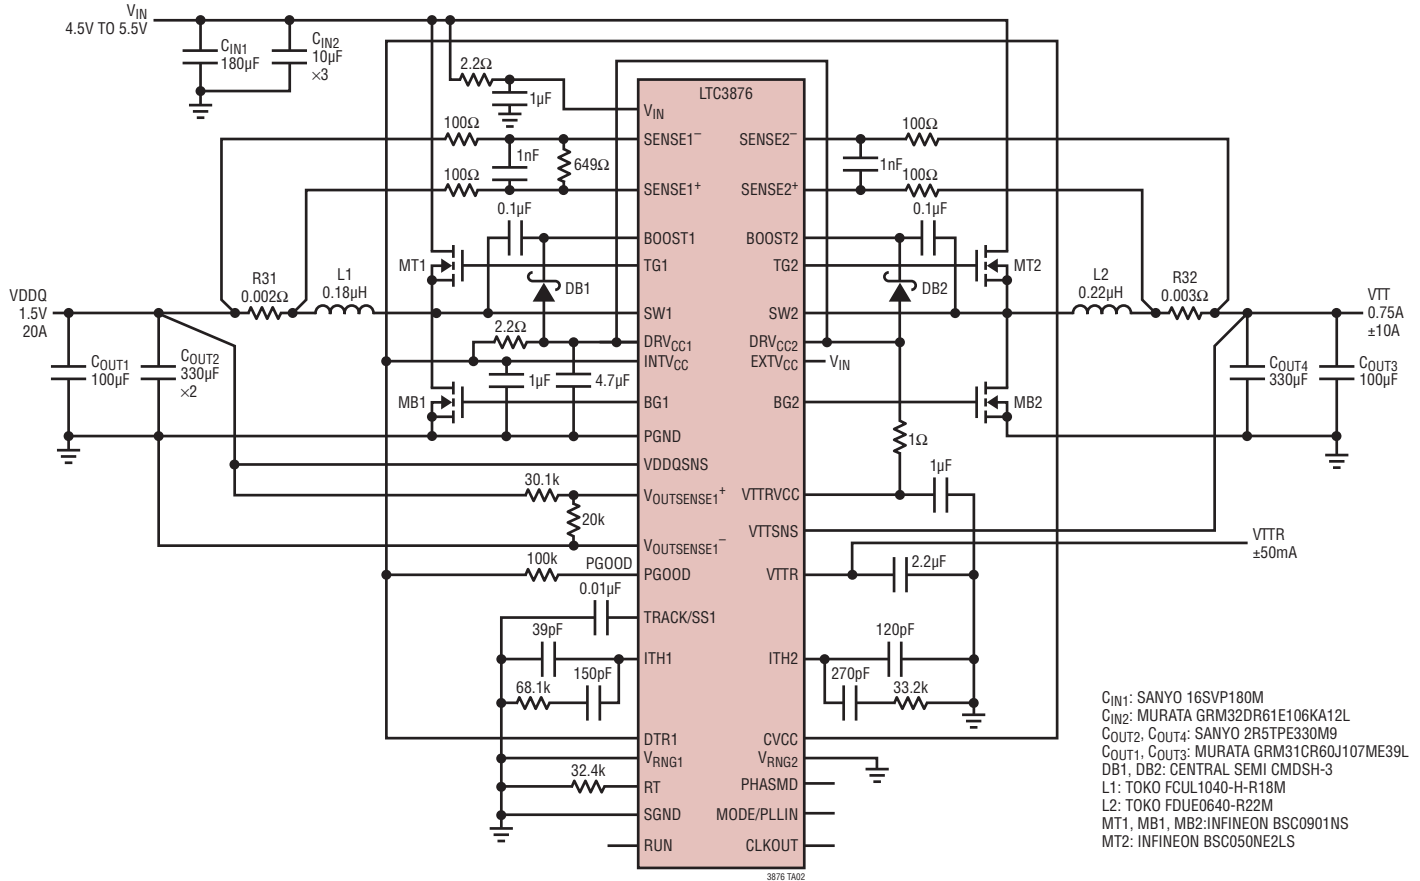 VIN
4.5V TO 5.5V
CIN1
180µF
CIN2
10µF
×3
2.2Ω
1µF
LTC3876
VIN
100Ω
SENSE1−
1nF
649Ω
100Ω
SENSE1+
0.1µF
BOOST1
MT1
TG1
DB1
VDDQ
1.5V
20A
R31
0.002Ω
L1
0.18µH
SW1
2.2Ω
DRVCC1
INTVCC
COUT1
100µF
COUT2
330µF
×2
1µF
4.7µF
MB1
BG1
PGND
VDDQSNS
30.1k
VOUTSENSE1+
20k
VOUTSENSE1−
100k
PGOOD
PGOOD
0.01µF
TRACK/SS1
39pF
ITH1
150pF
68.1k
DTR1
VRNG1
32.4k
RT
SGND
RUN
SENSE2−
100Ω
1nF
100Ω
SENSE2+
0.1µF
BOOST2
TG2
MT2
DB2
L2
0.22µH
R32
0.003Ω
SW2
VTT
0.75A
±10A
DRVCC2
EXTVCC
VIN
COUT4
330µF
COUT3
100µF
BG2
MB2
1Ω
1µF
VTTRVCC
VTTSNS
VTTR
±50mA
VTTR
2.2µF
120pF
ITH2
270pF
33.2k
CVCC
VRNG2
PHASMD
MODE/PLLIN
CLKOUT
CIN1: SANYO 16SVP180M
CIN2: MURATA GRM32DR61E106KA12L
COUT2, COUT4: SANYO 2R5TPE330M9
COUT1, COUT3: MURATA GRM31CR60J107ME39L
DB1, DB2: CENTRAL SEMI CMDSH-3
L1: TOKO FCUL1040-H-R18M
L2: TOKO FDUE0640-R22M
MT1, MB1, MB2:INFINEON BSC0901NS
MT2: INFINEON BSC050NE2LS
3876 TA02